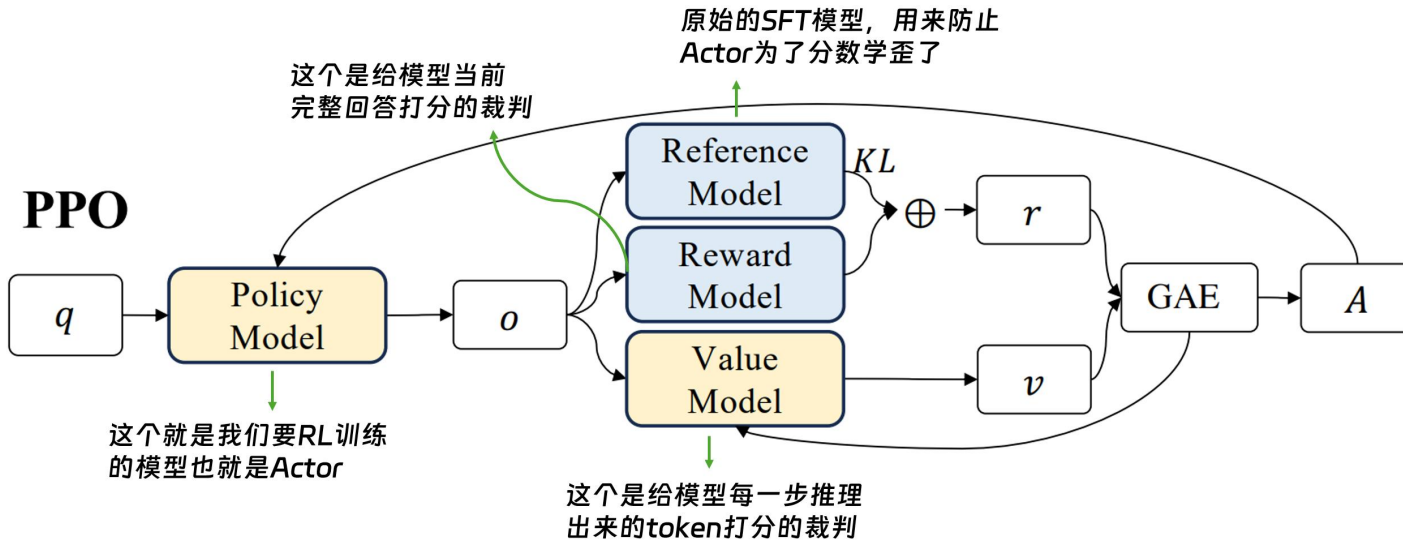 原始的SFT模型，用来防止
Actor为了分数学歪了
这个是给模型当前
完整回答打分的裁判
PPO
q
Policy
Model
o
Reference
Model
KL
Reward
Model
Value
Model
⊕
r
v
GAE
A
这个就是我们要RL训练
的模型也就是Actor
这个是给模型每一步推理
出来的token打分的裁判